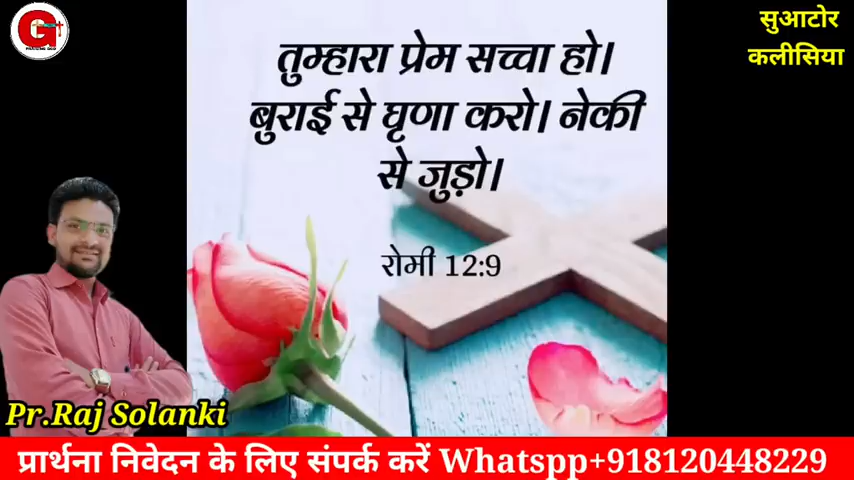 सुआटोर
कलीसिया
तुम्हारा प्रेम सच्चा हो।
बुराई से घृणा करो। नेकी
से जुड़ो।
रोमी 12:9
Pr.Raj Solanki
प्रार्थना निवेदन के लिए संपर्क करें Whatspp+918120448229